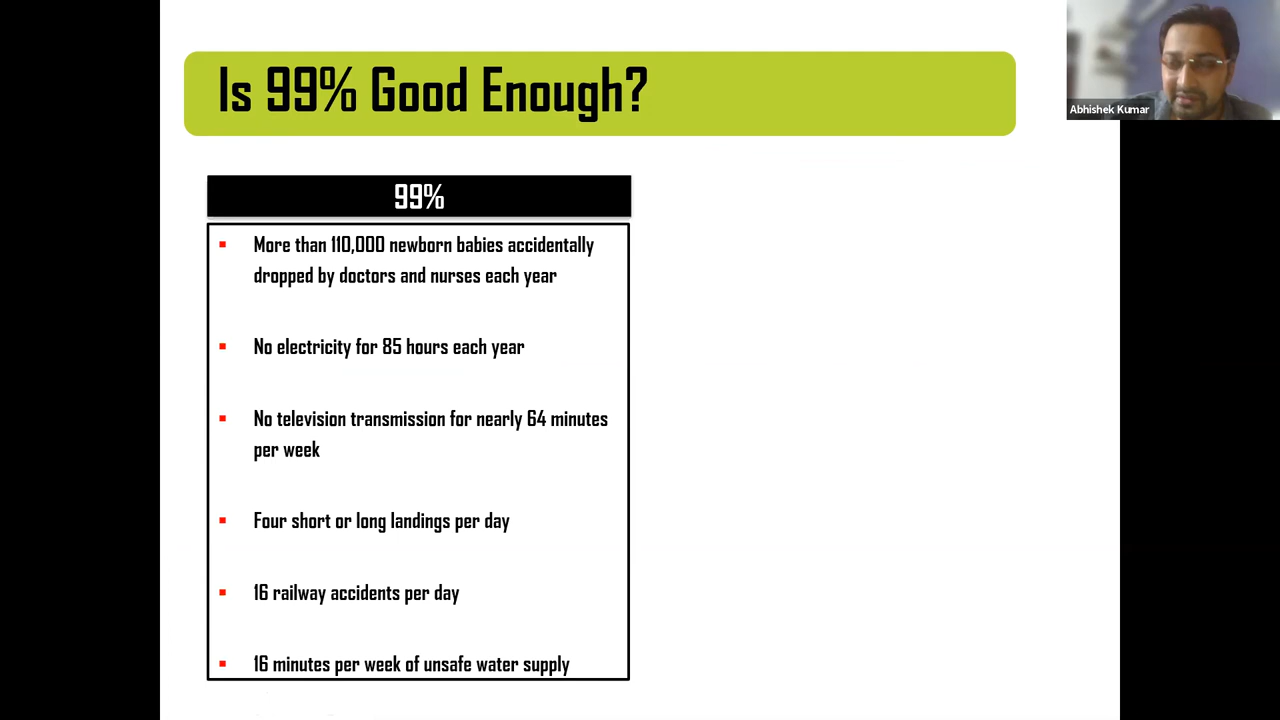 Is 99% Good Enough?
Abhishek Kumar
99%
More than 110,000 newborn babies accidentally
dropped by doctors and nurses each year
No electricity for 85 hours each year
No television transmission for nearly 64 minutes
per week
Four short or long landings per day
16 railway accidents per day
16 minutes per week of unsafe water supply